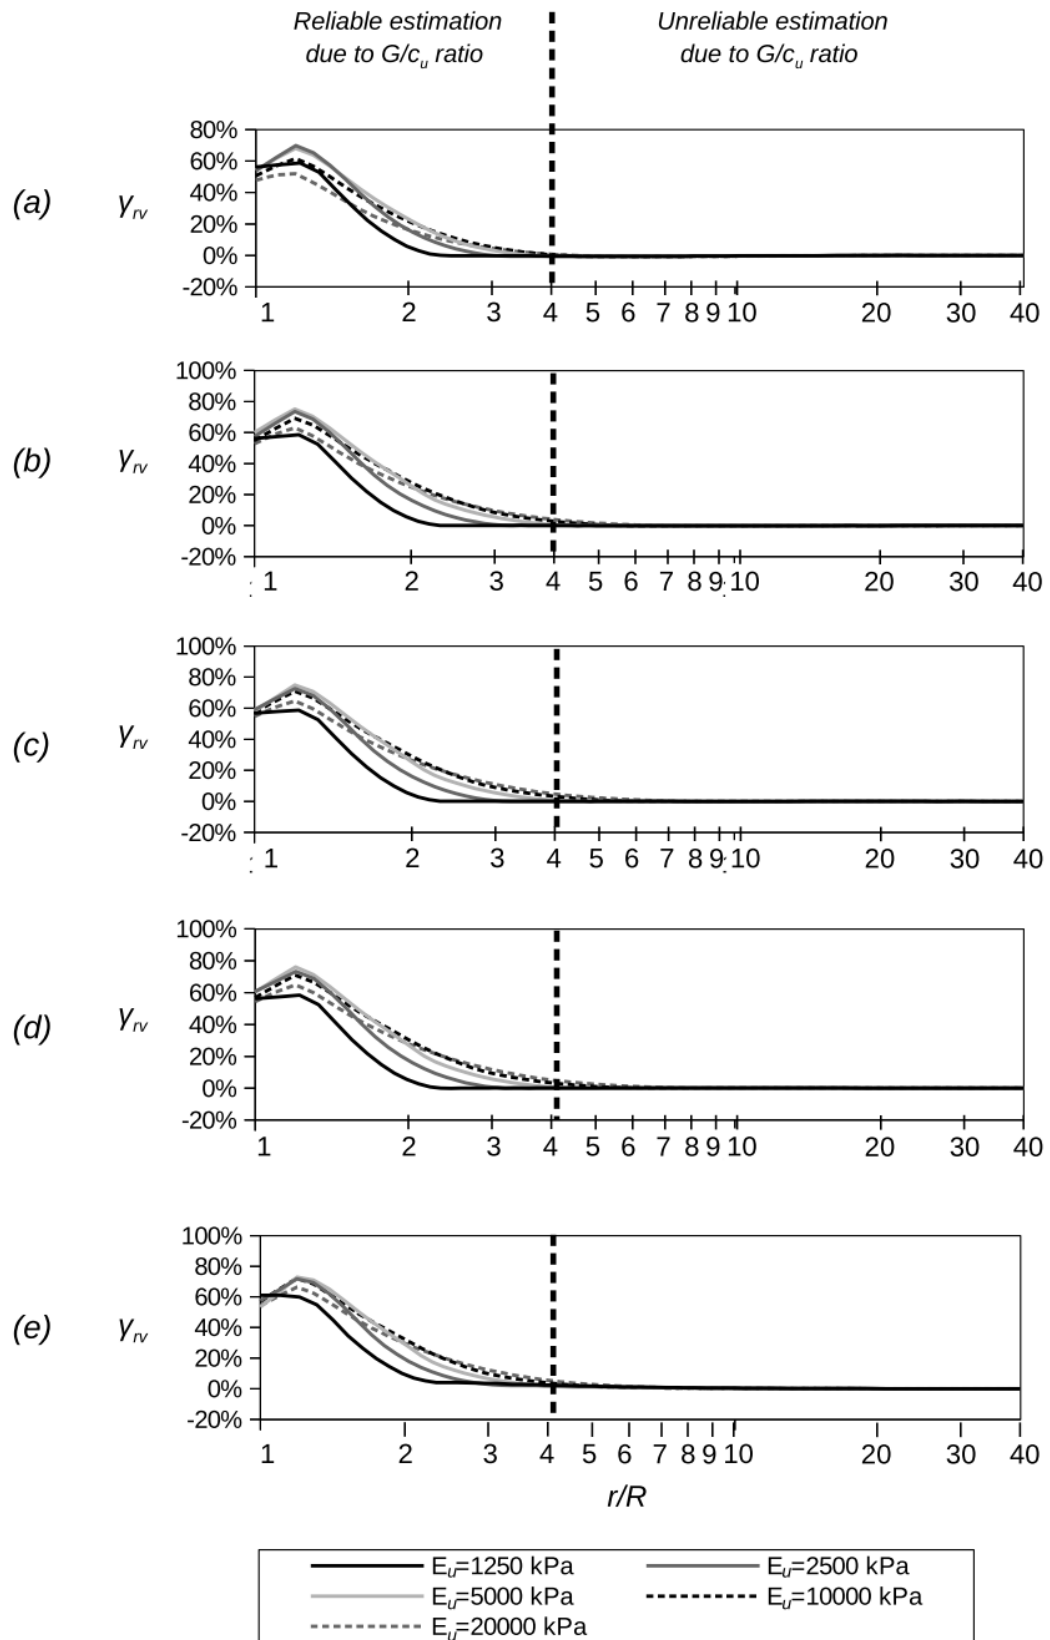 Reliable estimation Unreliable estimation
due to G/cu ratio due to G/cu ratio
80%
60%
(a) γrv 40%
20%
0%
-20%
1 2 3 4 5 6 7 8 9 10 20 30 40
100%
80%
60%
(b) γrv 40%
20%
0%
-20%
1 2 3 4 5 6 7 8 9 10 20 30 40
100%
80%
60%
(c) γrv 40%
20%
0%
-20%
1 2 3 4 5 6 7 8 9 10 20 30 40
100%
80%
60%
(d) γrv 40%
20%
0%
-20%
1 2 3 4 5 6 7 8 9 10 20 30 40
100%
80%
60%
(e) γrv 40%
20%
0%
-20%
1 2 3 4 5 6 7 8 9 10 20 30 40
r/R
Eu=1250 kPa Eu=2500 kPa
Eu=5000 kPa Eu=10000 kPa
Eu=20000 kPa